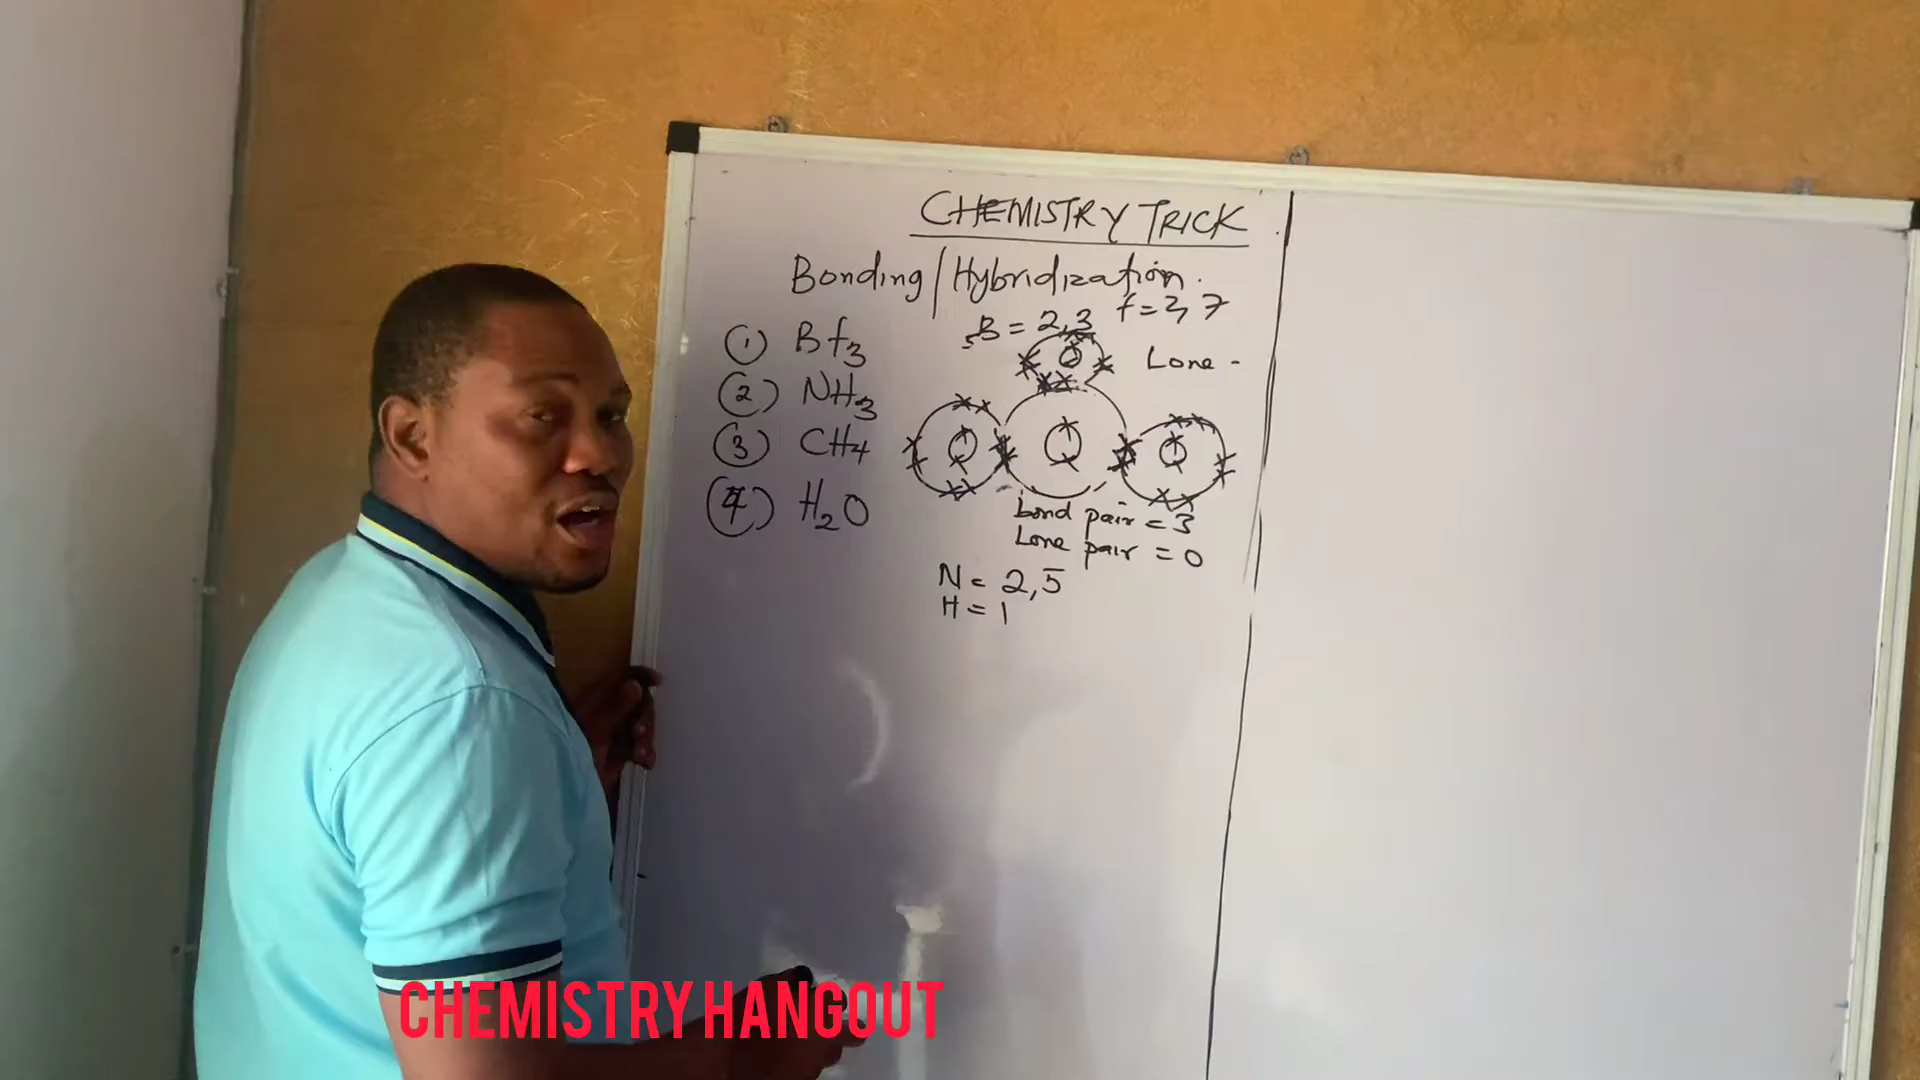 CHEMISTRY TRICK
Bonding/Hybridization.
B = 2,3 f = 2, 7
① Bf3
Lone -
② NH3
③ CH4
④ H2O
bond pair = 3
Lone pair = 0
N = 2,5
H = 1
CHEMISTRY HANGOUT